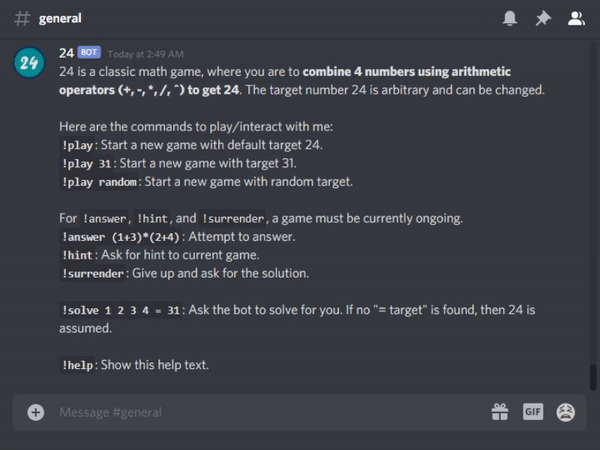 # general
24
24 BOT Today at 2:49 AM
24 is a classic math game, where you are to combine 4 numbers using arithmetic
operators (+, -, *, /, ^) to get 24. The target number 24 is arbitrary and can be changed.
Here are the commands to play/interact with me:
!play: Start a new game with default target 24.
!play 31: Start a new game with target 31.
!play random: Start a new game with random target.
For !answer, !hint, and !surrender, a game must be currently ongoing.
!answer (1+3)*(2+4): Attempt to answer.
!hint: Ask for hint to current game.
!surrender: Give up and ask for the solution.
!solve 1 2 3 4 = 31: Ask the bot to solve for you. If no "= target" is found, then 24 is
assumed.
!help: Show this help text.
Message #general
GIF